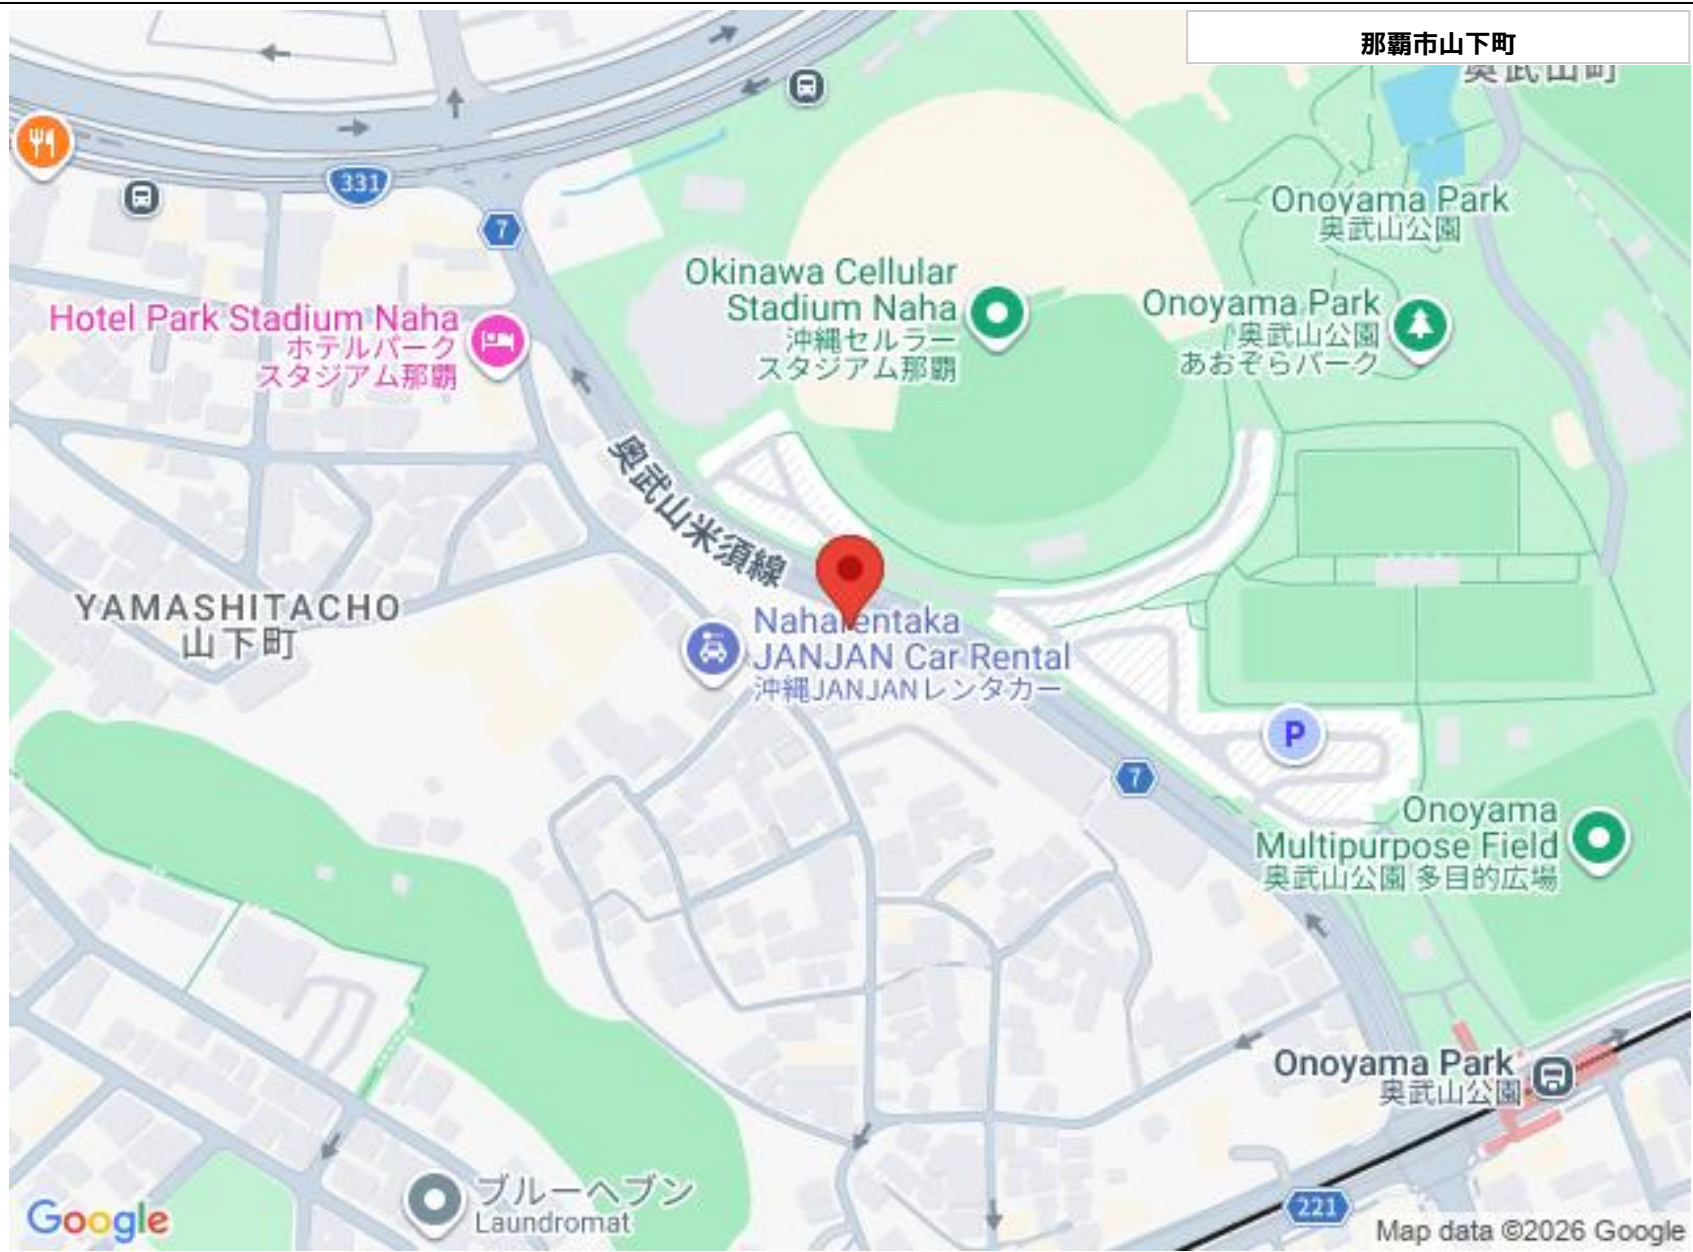 那覇市山下町
奥武山町
331
7
Onoyama Park
奥武山公園
Okinawa Cellular
Stadium Naha
沖縄セルラー
スタジアム那覇
Onoyama Park
奥武山公園
あおぞらパーク
Hotel Park Stadium Naha
ホテルパーク
スタジアム那覇
奥武山米須線
YAMASHITACHO
山下町
Naharentaka
JANJAN Car Rental
沖縄JANJANレンタカー
P
7
Onoyama
Multipurpose Field
奥武山公園 多目的広場
Onoyama Park
奥武山公園
ブルーヘブン
Laundromat
221
Google
Map data ©2026 Google